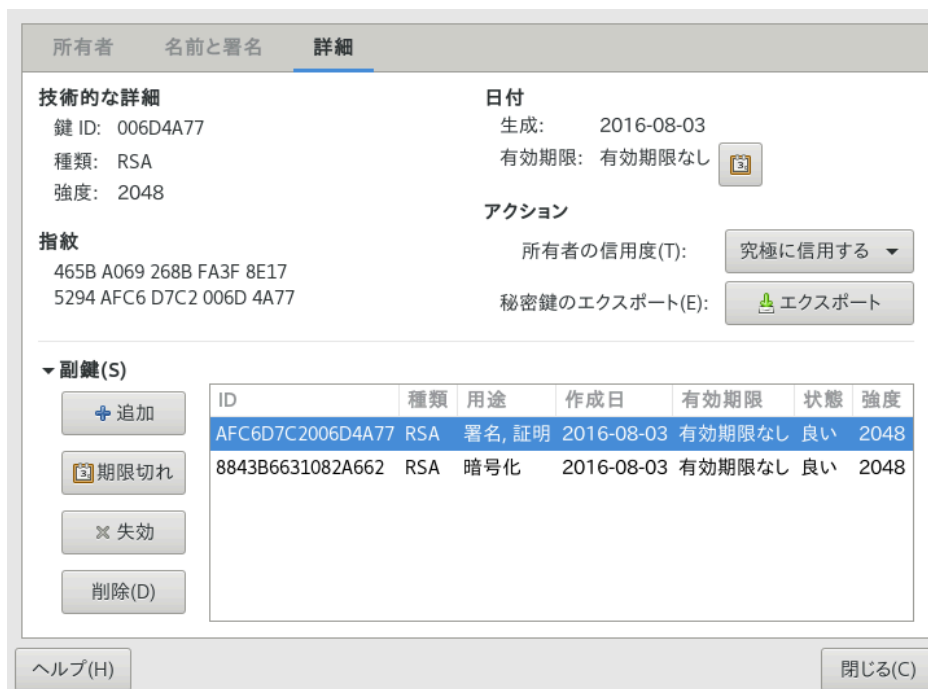 所有者 名前と署名 詳細
技術的な詳細
鍵 ID: 006D4A77
種類: RSA
強度: 2048
指紋
465B A069 268B FA3F 8E17
5294 AFC6 D7C2 006D 4A77
日付
生成: 2016-08-03
有効期限: 有効期限なし
アクション
所有者の信用度(T): 究極に信用する
秘密鍵のエクスポート(E): エクスポート
副鍵(S)
追加
期限切れ
失効
削除(D)
ID 種類 用途 作成日 有効期限 状態 強度
AFC6D7C2006D4A77 RSA 署名, 証明 2016-08-03 有効期限なし 良い 2048
8843B6631082A662 RSA 暗号化 2016-08-03 有効期限なし 良い 2048
ヘルプ(H) 閉じる(C)